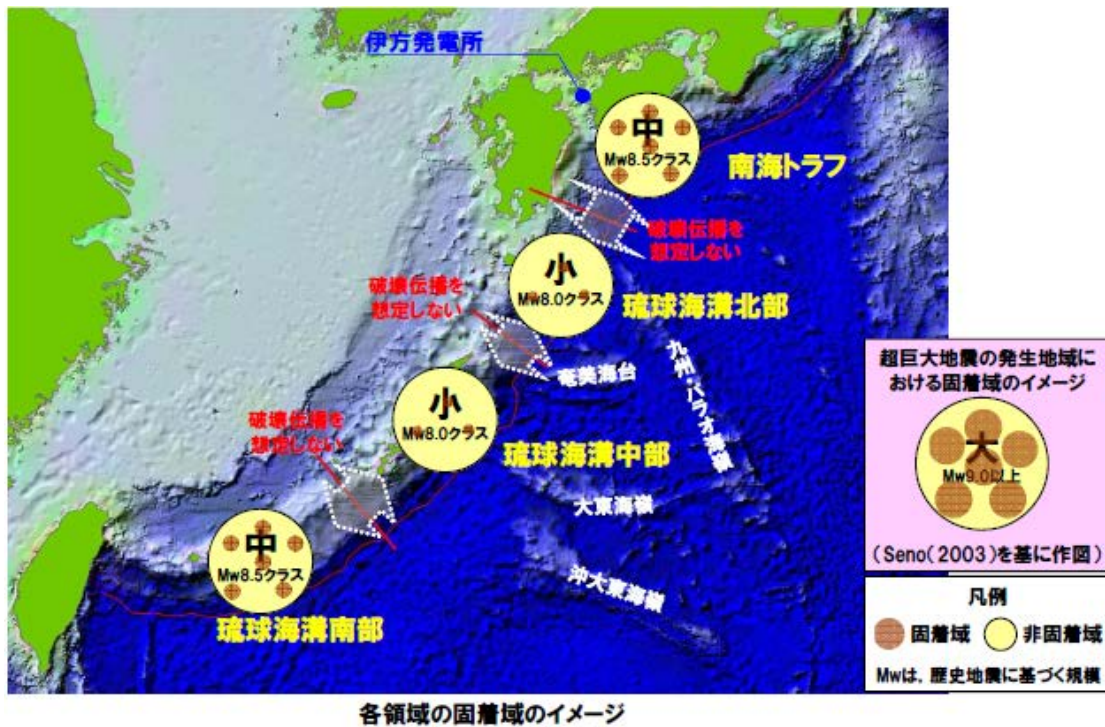 伊方発電所
中
Mw8.5クラス
南海トラフ
破壊伝播を
想定しない
小
Mw8.0クラス
琉球海溝北部
破壊伝播を
想定しない
奄美海台
九州・パラオ海嶺
小
Mw8.0クラス
琉球海溝中部
破壊伝播を
想定しない
大東海嶺
沖大東海嶺
中
Mw8.5クラス
琉球海溝南部
超巨大地震の発生地域に
おける固着域のイメージ
大
Mw9.0以上
(Seno(2003)を基に作図)
凡例
固着域
非固着域
Mwは、歴史地震に基づく規模
各領域の固着域のイメージ